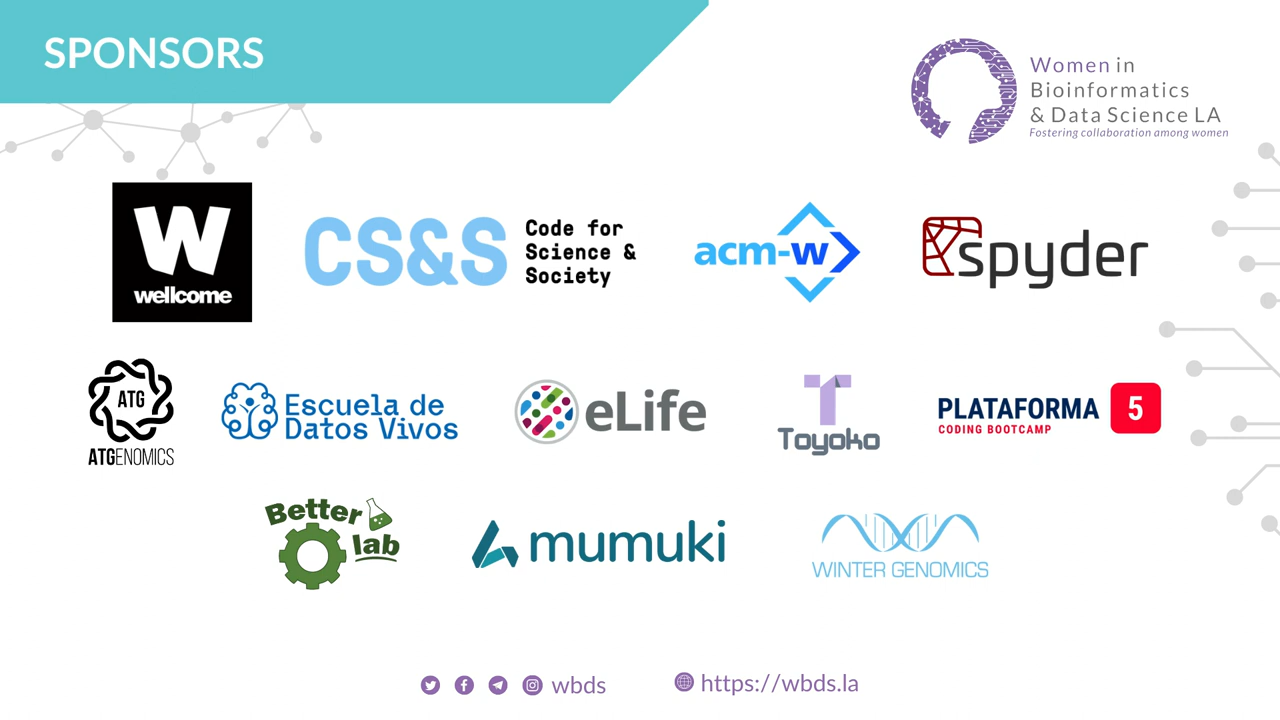 SPONSORS
Women in
Bioinformatics
& Data Science LA
Fostering collaboration among women
W
wellcome
CS&S
Code for
Science &
Society
acm-w
spyder
ATG
ATGENOMICS
Escuela de
Datos Vivos
eLife
T
Toyoko
PLATAFORMA
CODING BOOTCAMP
5
Better
lab
mumuki
WINTER GENOMICS
wbds
https://wbds.la